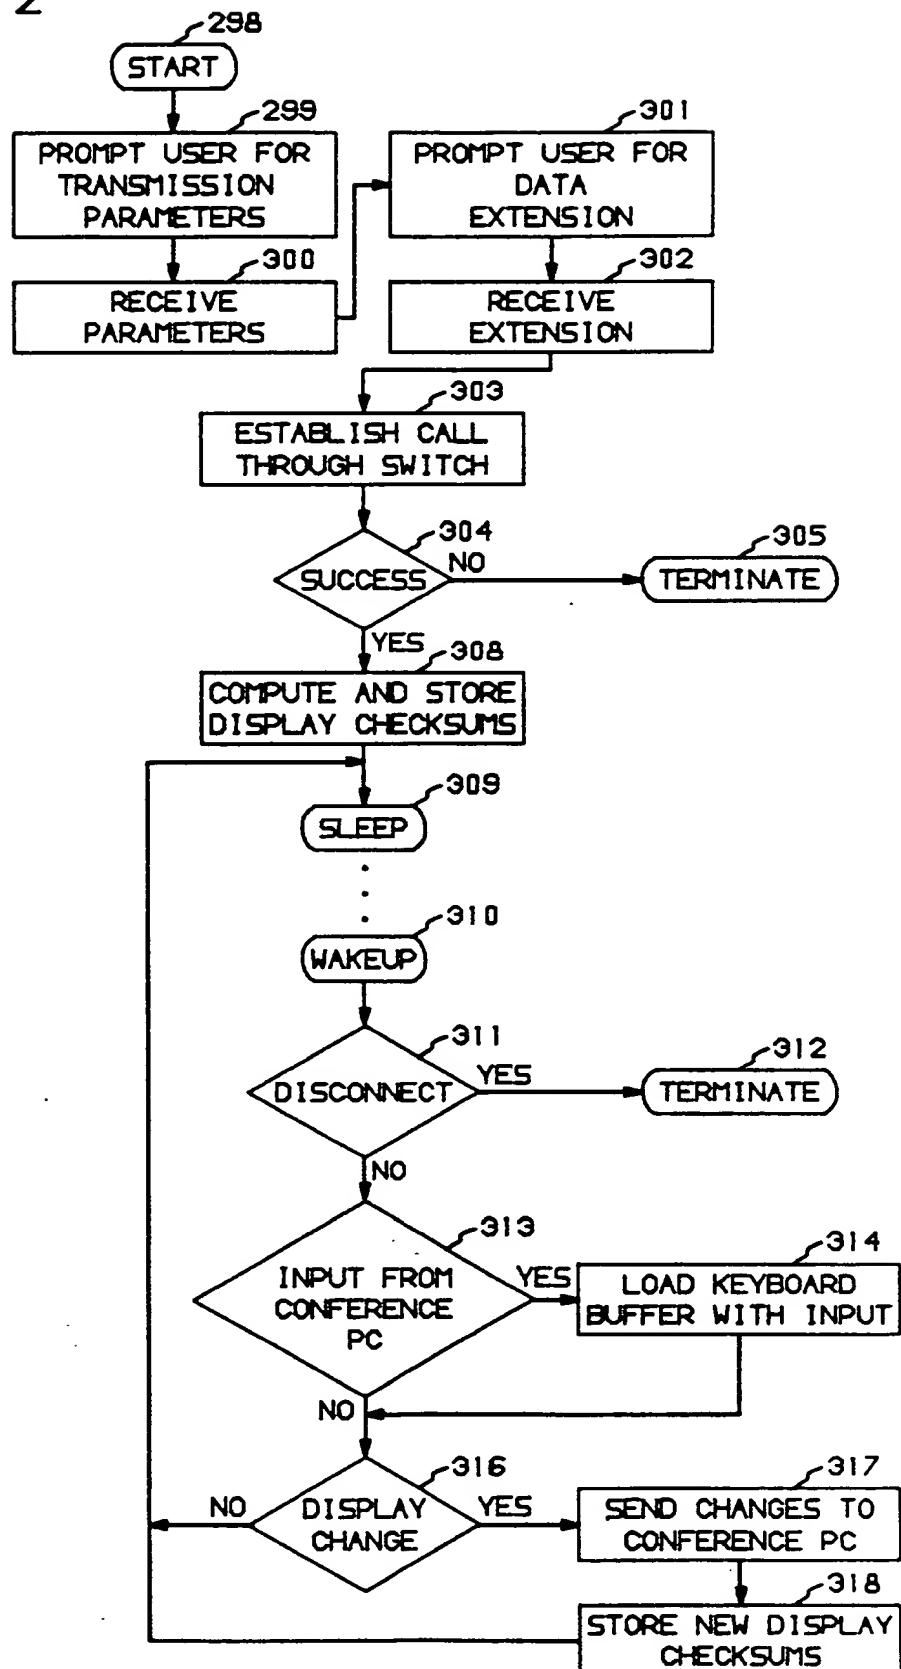 2
298
START
299
PROMPT USER FOR
TRANSMISSION
PARAMETERS
300
RECEIVE
PARAMETERS
301
PROMPT USER FOR
DATA
EXTENSION
302
RECEIVE
EXTENSION
303
ESTABLISH CALL
THROUGH SWITCH
304
SUCCESS
NO
305
TERMINATE
YES
308
COMPUTE AND STORE
DISPLAY CHECKSUMS
309
SLEEP
310
WAKEUP
311
DISCONNECT
YES
312
TERMINATE
NO
313
INPUT FROM
CONFERENCE
PC
YES
314
LOAD KEYBOARD
BUFFER WITH INPUT
NO
316
DISPLAY
CHANGE
NO
YES
317
SEND CHANGES TO
CONFERENCE PC
318
STORE NEW DISPLAY
CHECKSUMS